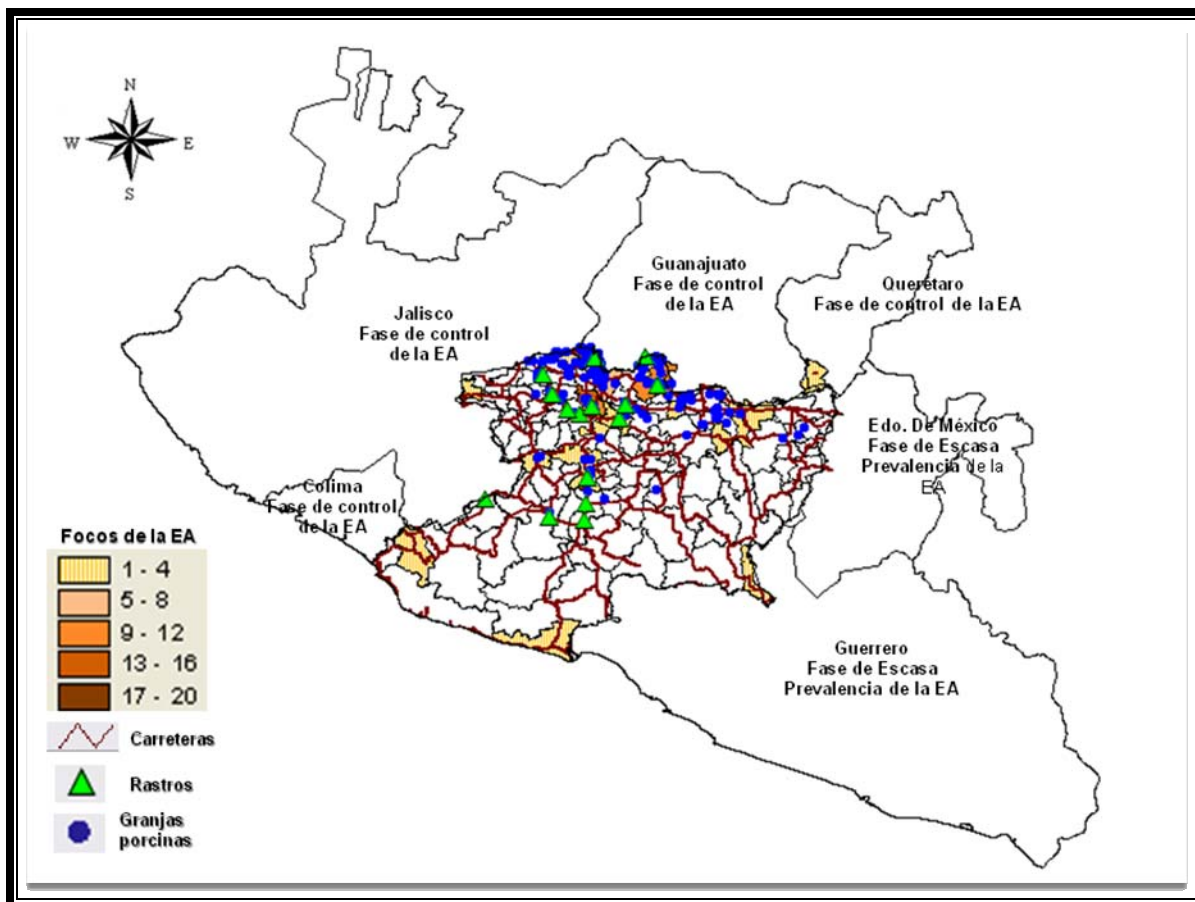 N
W
E
S
Guanajuato
Fase de control
de la EA
Querétaro
Fase de control de la EA
Jalisco
Fase de control
de la EA
Edo. De México
Fase de Escasa
Prevalencia de la
EA
Colima
Fase de control
de la EA
Guerrero
Fase de Escasa
Prevalencia de la EA
Focos de la EA
1 - 4
5 - 8
9 - 12
13 - 16
17 - 20
Carreteras
Rastros
Granjas
porcinas